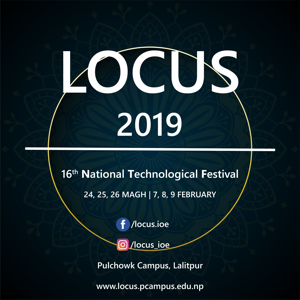 LOCUS
2019
16th National Technological Festival
24, 25, 26 MAGH | 7, 8, 9 FEBRUARY
/locus.ioe
/locus_ioe
Pulchowk Campus, Lalitpur
www.locus.pcampus.edu.np